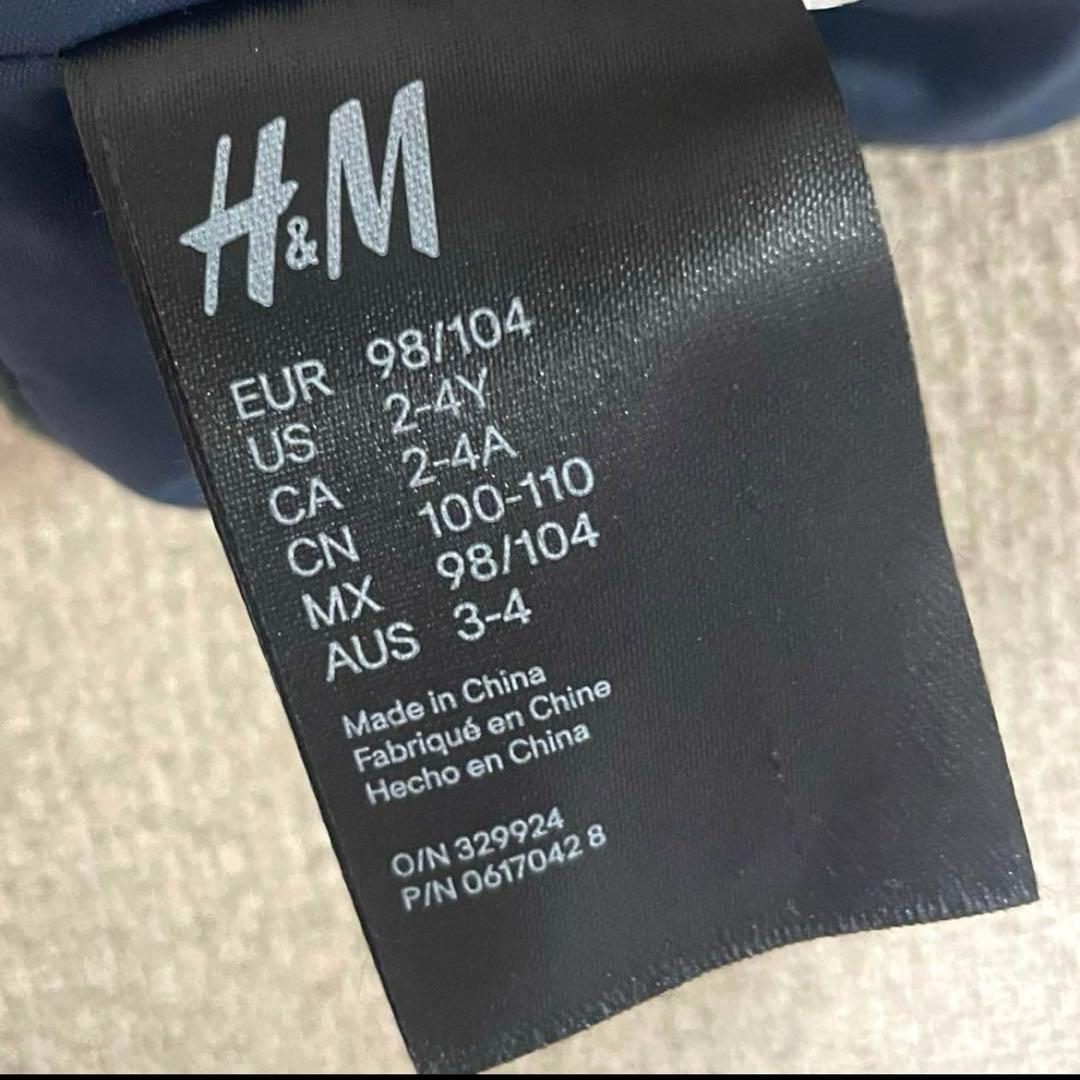 H&M
EUR 98/104
US 2-4Y
CA 2-4A
CN 100-110
MX 98/104
AUS 3-4
Made in China
Fabriqué en Chine
Hecho en China
O/N 329924
P/N 0617042 8